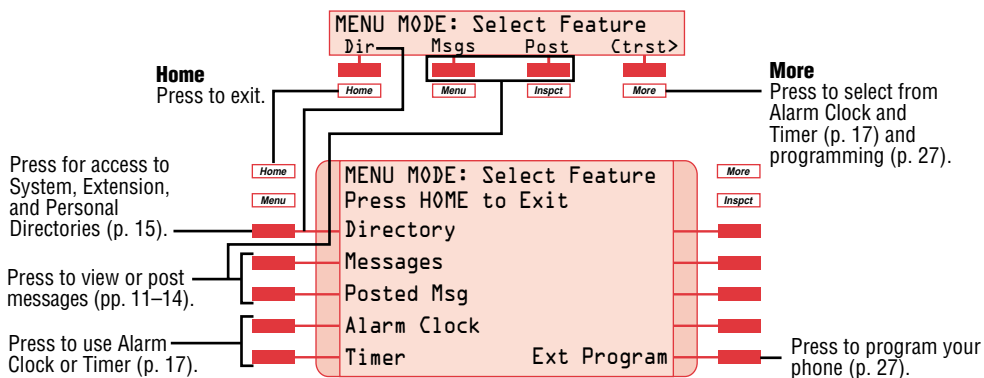 MENU MODE: Select Feature
Dir Msgs Post Ctrst>
Home Menu Inspct More
Home
Press to exit.
More
Press to select from
Alarm Clock and
Timer (p. 17) and
programming (p. 27).
Press for access to
System, Extension,
and Personal
Directories (p. 15).
Press to view or post
messages (pp. 11–14).
Press to use Alarm
Clock or Timer (p. 17).
Home
Menu
MENU MODE: Select Feature
Press HOME to Exit
Directory
Messages
Posted Msg
Alarm Clock
Timer Ext Program
More
Inspct
Press to program your
phone (p. 27).